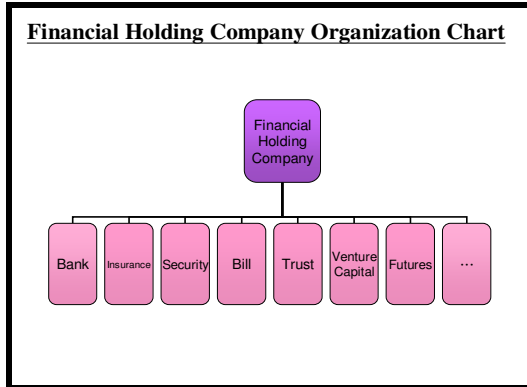 Financial Holding Company Organization Chart
Financial
Holding
Company
Bank
Insurance
Security
Bill
Trust
Venture
Capital
Futures
...